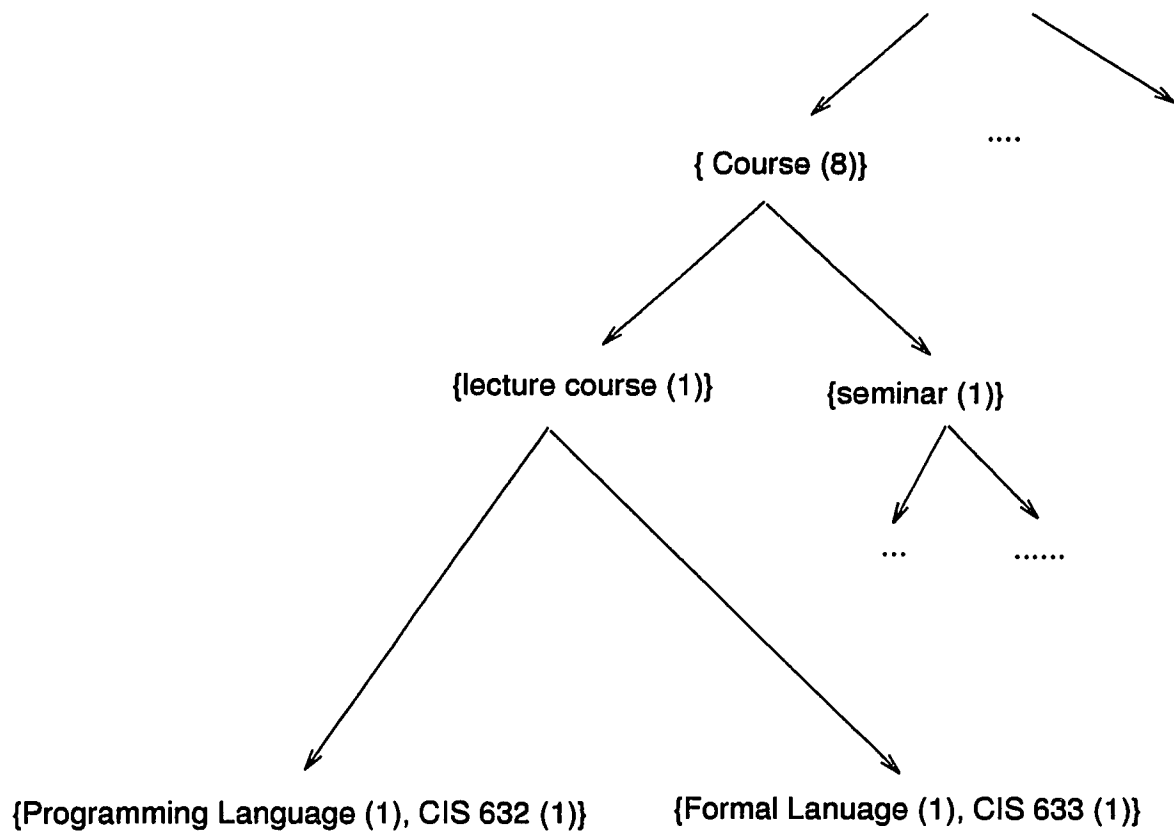 ....
{ Course (8)}
{lecture course (1)}
{seminar (1)}
...
......
{Programming Language (1), CIS 632 (1)}
{Formal Lanuage (1), CIS 633 (1)}